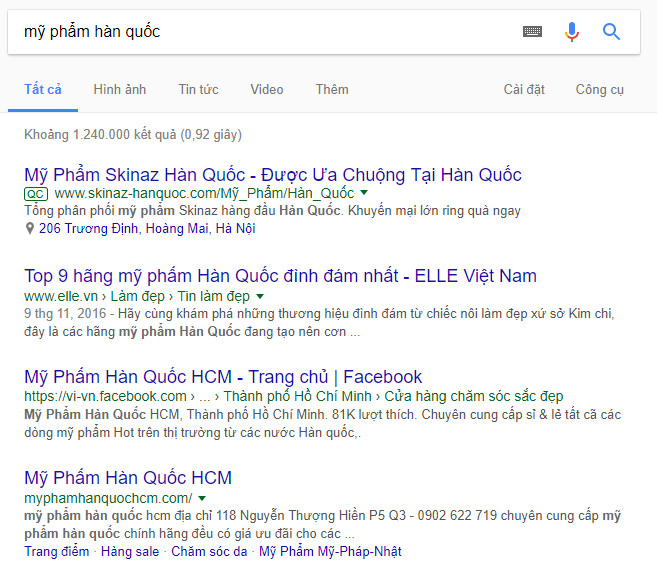 mỹ phẩm hàn quốc
Tất cả Hình ảnh Tin tức Video Thêm Cài đặt Công cụ
Khoảng 1.240.000 kết quả (0,92 giây)
Mỹ Phẩm Skinaz Hàn Quốc - Được Ưa Chuộng Tại Hàn Quốc
QC www.skinaz-hanquoc.com/Mỹ_Phẩm/Hàn_Quốc
Tổng phân phối mỹ phẩm Skinaz hàng đầu Hàn Quốc. Khuyến mại lớn ring quà ngay
206 Trương Định, Hoàng Mai, Hà Nội
Top 9 hãng mỹ phẩm Hàn Quốc đình đám nhất - ELLE Việt Nam
www.elle.vn › Làm đẹp › Tin làm đẹp
9 thg 11, 2016 - Hãy cùng khám phá những thương hiệu đình đám từ chiếc nôi làm đẹp xứ sở Kim chi,
đây là các hãng mỹ phẩm Hàn Quốc đang tạo nên cơn ...
Mỹ Phẩm Hàn Quốc HCM - Trang chủ | Facebook
https://vi-vn.facebook.com › ... › Thành phố Hồ Chí Minh › Cửa hàng chăm sóc sắc đẹp
Mỹ Phẩm Hàn Quốc HCM, Thành phố Hồ Chí Minh. 81K lượt thích. Chuyên cung cấp sỉ & lẻ tất cã các
dòng mỹ phẩm Hot trên thị trường từ các nước Hàn quốc,.
Mỹ Phẩm Hàn Quốc HCM
myphamhanquochcm.com/
mỹ phẩm hàn quốc hcm địa chỉ 118 Nguyễn Thượng Hiền P5 Q3 - 0902 622 719 chuyên cung cấp mỹ
phẩm hàn quốc chính hãng đều có giá ưu đãi cho các ...
Trang điểm · Hàng sale · Chăm sóc da · Mỹ Phẩm Mỹ-Pháp-Nhật